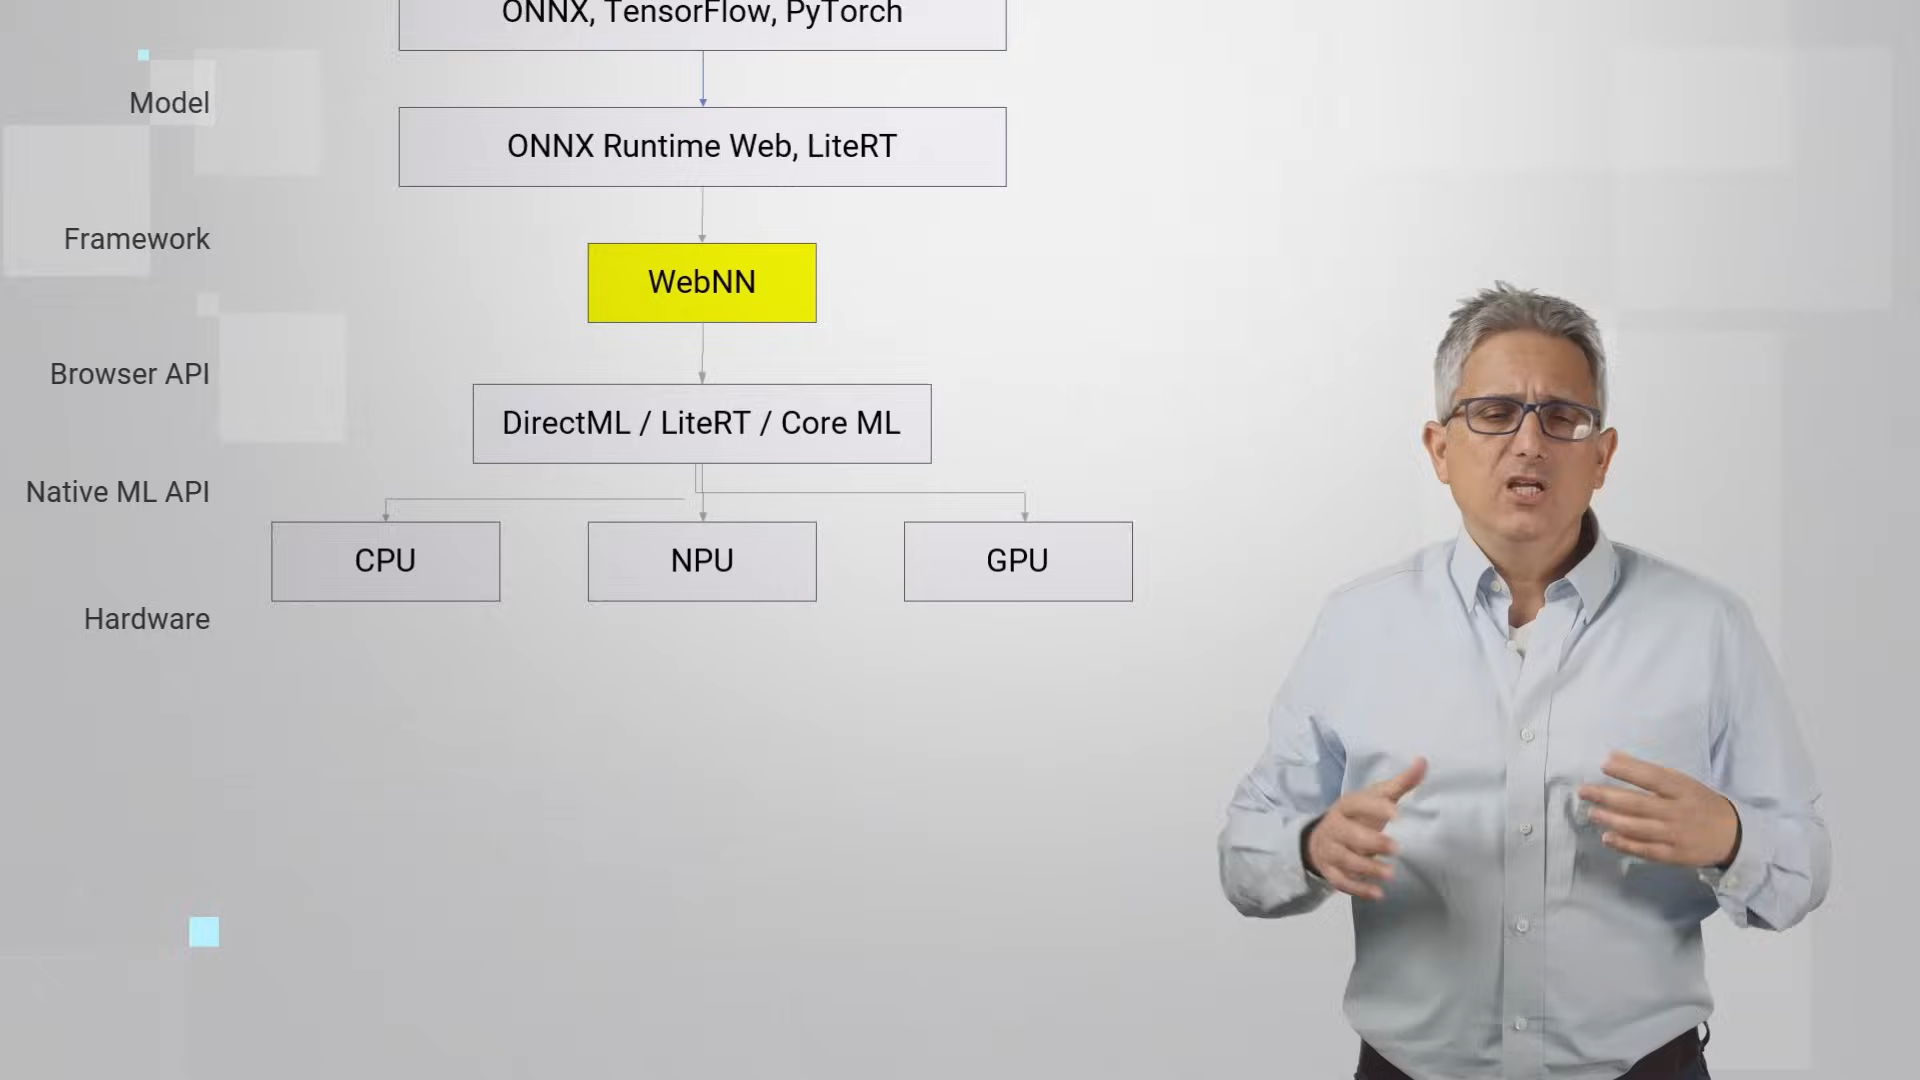 ONNX, TensorFlow, PyTorch
Model
ONNX Runtime Web, LiteRT
Framework
WebNN
Browser API
DirectML / LiteRT / Core ML
Native ML API
CPU
NPU
GPU
Hardware